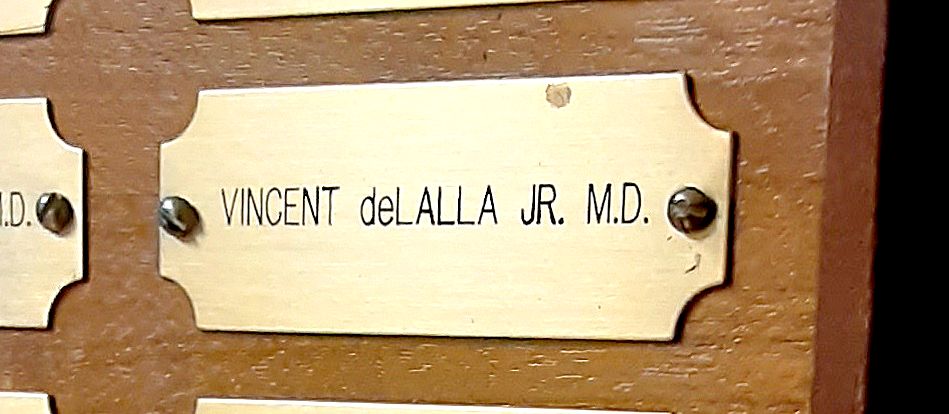 M.D.
VINCENT deLALLA JR. M.D.